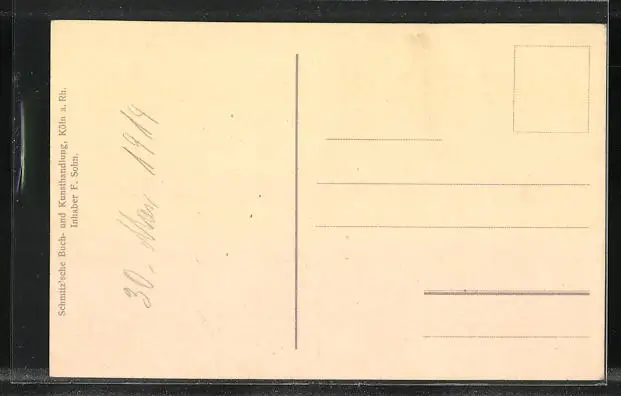 Schmitz'sche Buch- und Kunsthandlung, Köln a. Rh.
Inhaber F. Sohn.
30. Mai 1919